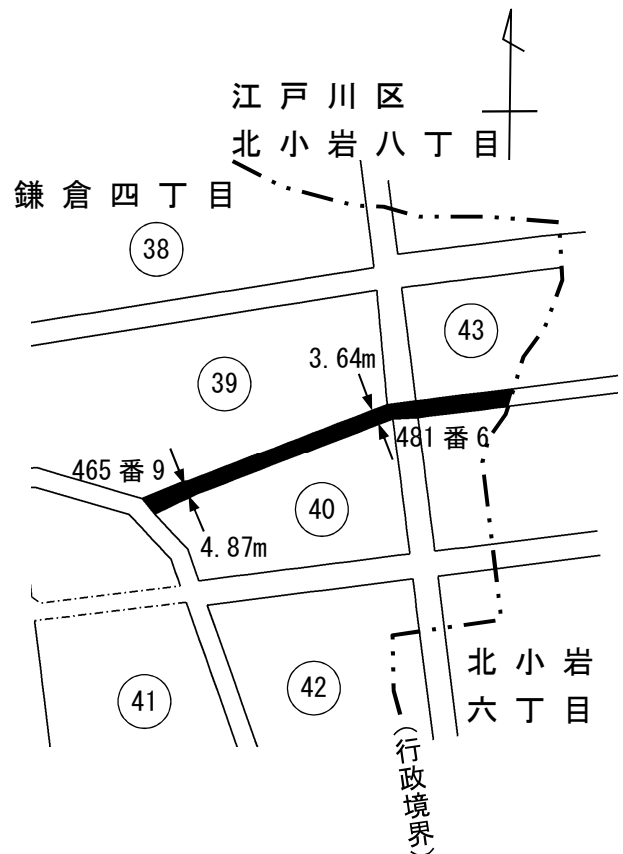 江戸川区
北小岩八丁目
鎌倉四丁目
38
43
3.64m
39
481番6
465番9
40
4.87m
北小岩
六丁目
42
41
(行政境界)